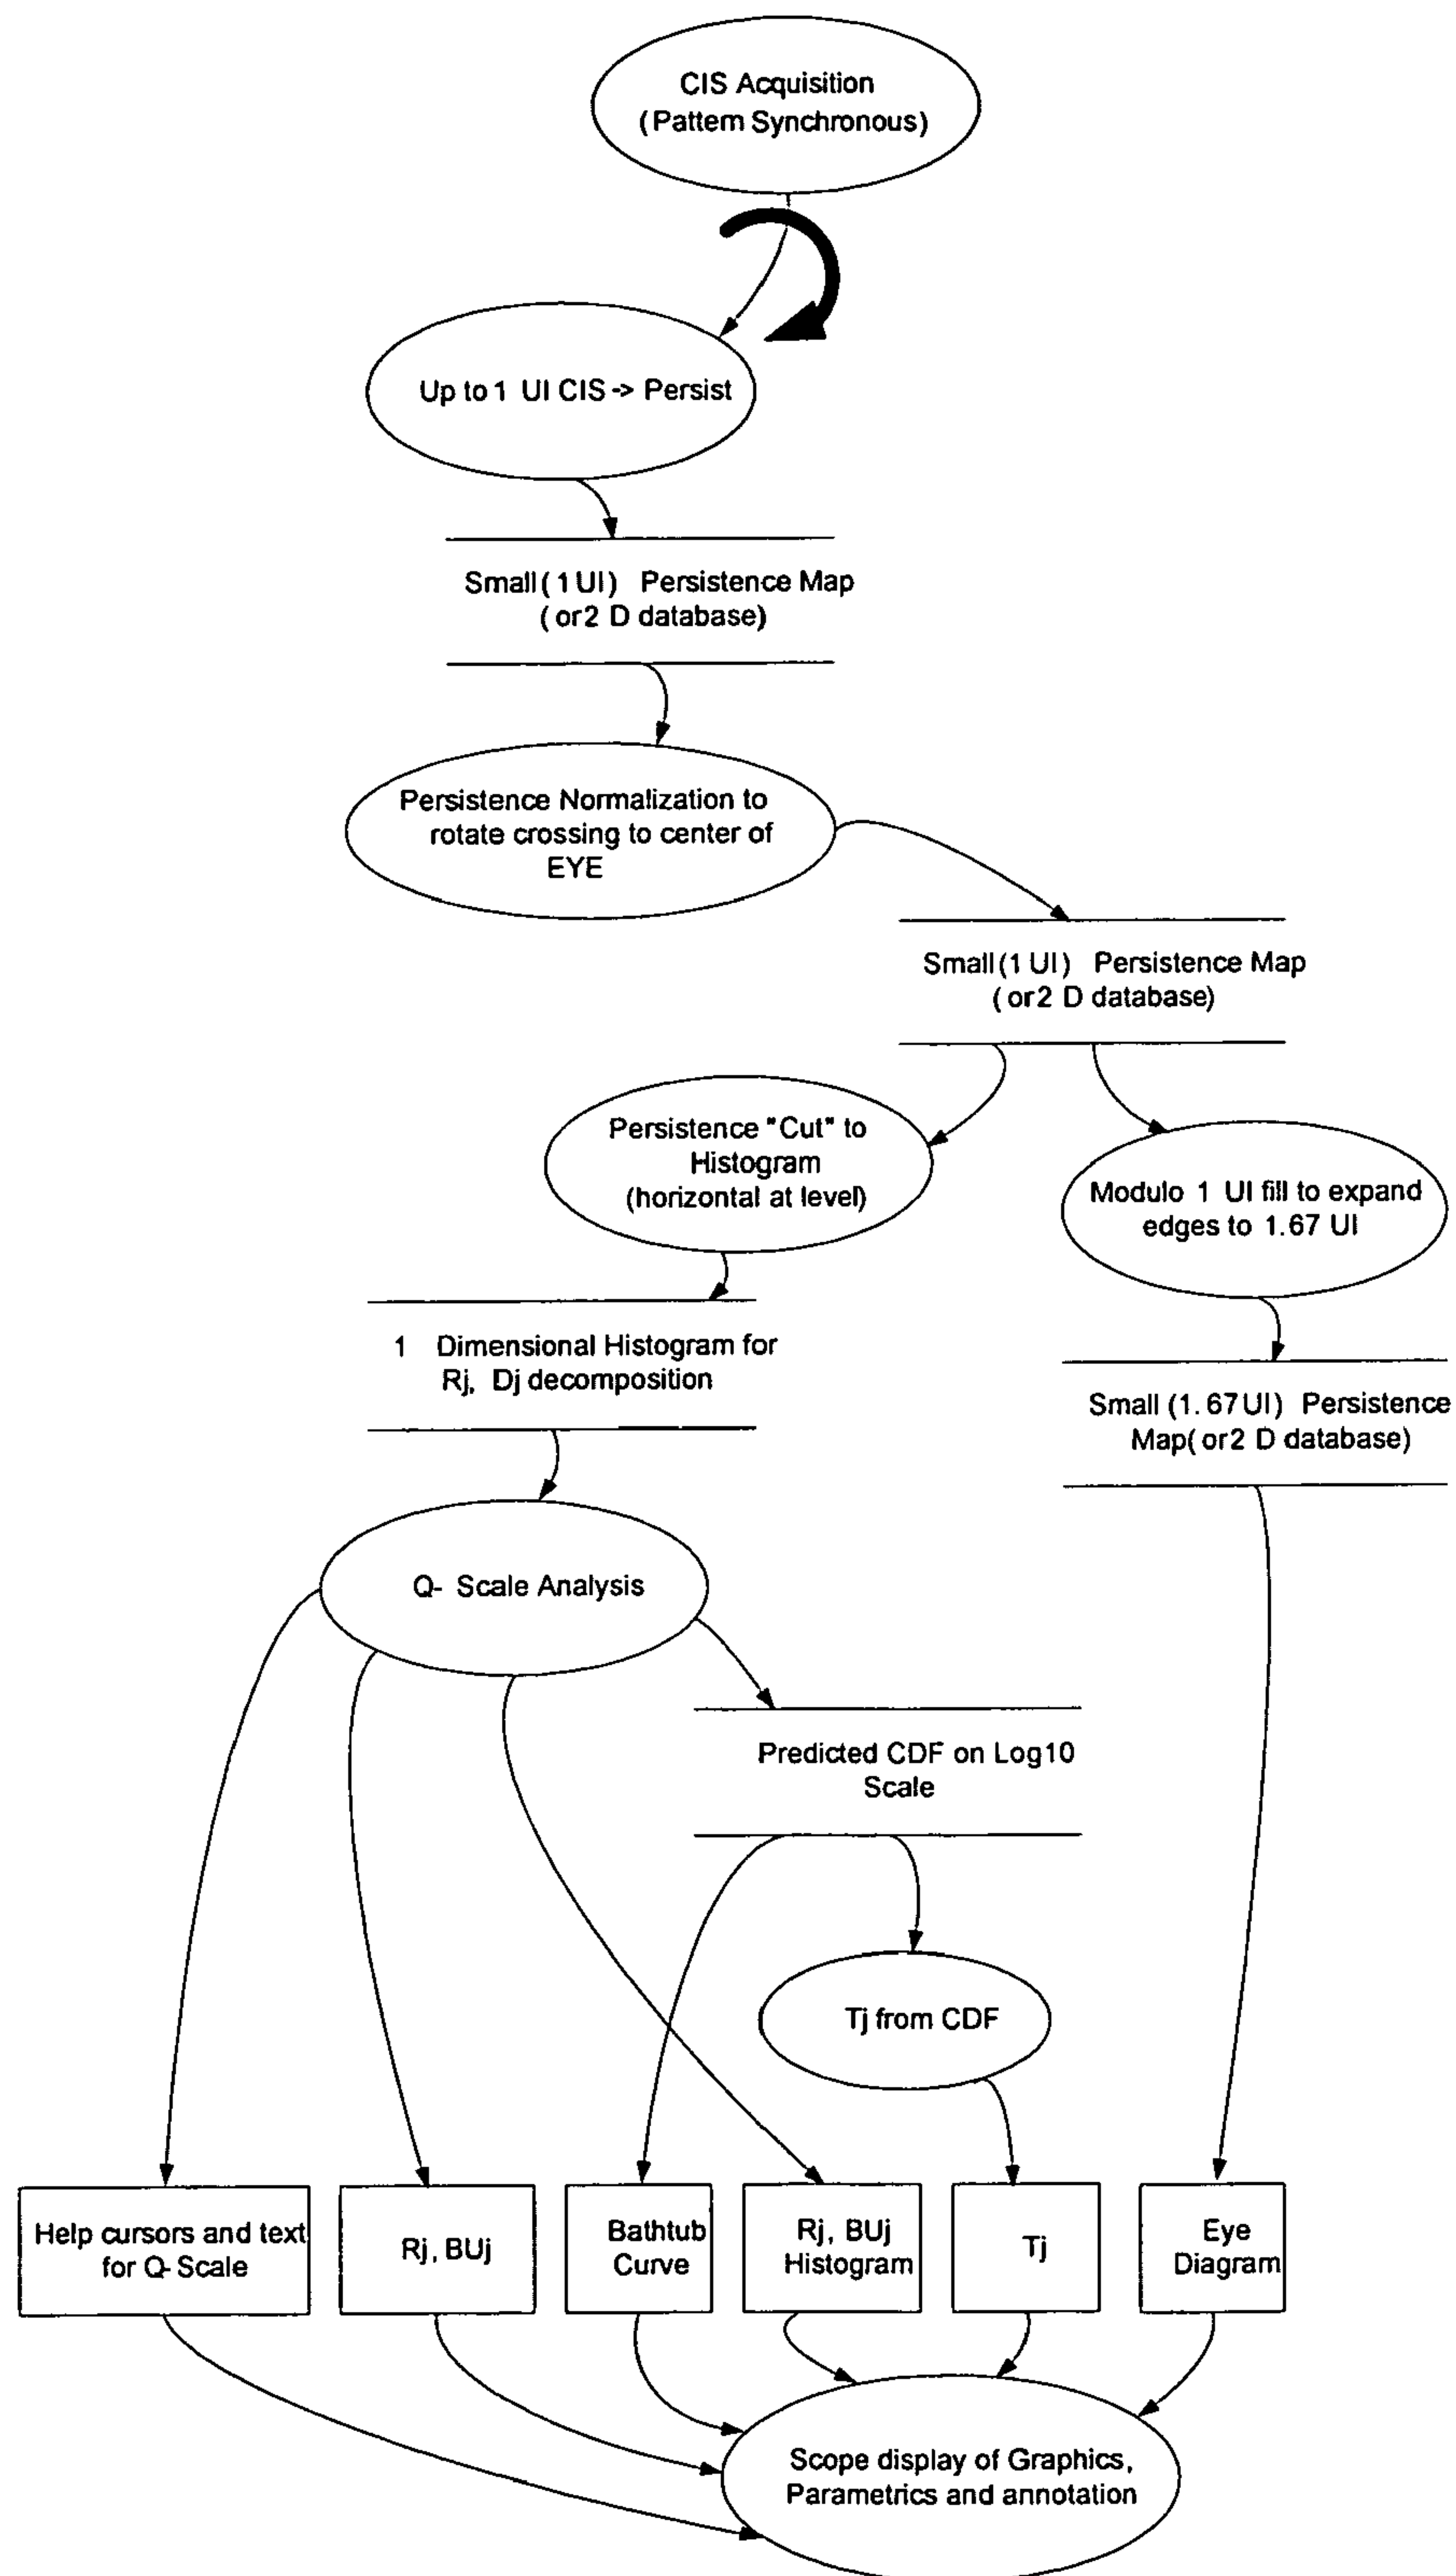 CIS Acquisition
(Pattern Synchronous)
Up to 1 UI CIS -> Persist
Small (1 UI) Persistence Map
(or2 D database)
Persistence Normalization to
rotate crossing to center of
EYE
Small (1 UI) Persistence Map
(or2 D database)
Persistence "Cut" to
Histogram
(horizontal at level)
Modulo 1 UI fill to expand
edges to 1.67 UI
1 Dimensional Histogram for
Rj, Dj decomposition
Small (1.67 UI) Persistence
Map(or2 D database)
Q- Scale Analysis
Predicted CDF on Log10
Scale
Tj from CDF
Help cursors and text
for Q- Scale
Rj, BUj
Bathtub
Curve
Rj, BUj
Histogram
Tj
Eye
Diagram
Scope display of Graphics,
Parametrics and annotation